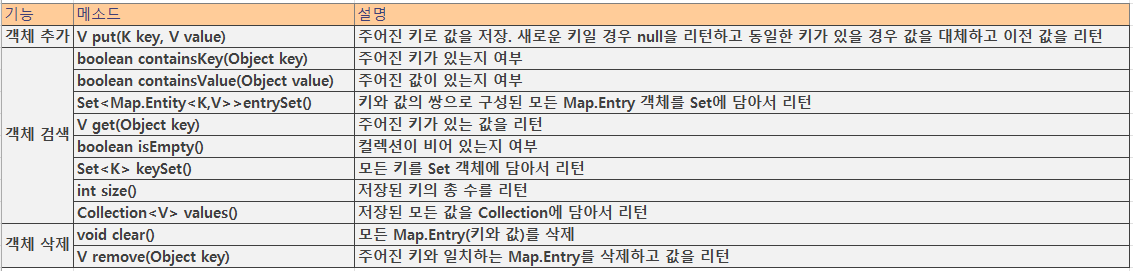 기능 메소드 설명
객체 추가 V put(K key, V value) 주어진 키로 값을 저장. 새로운 키일 경우 null을 리턴하고 동일한 키가 있을 경우 값을 대체하고 이전 값을 리턴
객체 검색 boolean containsKey(Object key) 주어진 키가 있는지 여부
boolean containsValue(Object value) 주어진 값이 있는지 여부
Set<Map.Entity<K,V>>entrySet() 키와 값의 쌍으로 구성된 모든 Map.Entry 객체를 Set에 담아서 리턴
V get(Object key) 주어진 키가 있는 값을 리턴
boolean isEmpty() 컬렉션이 비어 있는지 여부
Set<K> keySet() 모든 키를 Set 객체에 담아서 리턴
int size() 저장된 키의 총 수를 리턴
Collection<V> values() 저장된 모든 값을 Collection에 담아서 리턴
객체 삭제 void clear() 모든 Map.Entry(키와 값)를 삭제
V remove(Object key) 주어진 키와 일치하는 Map.Entry를 삭제하고 값을 리턴